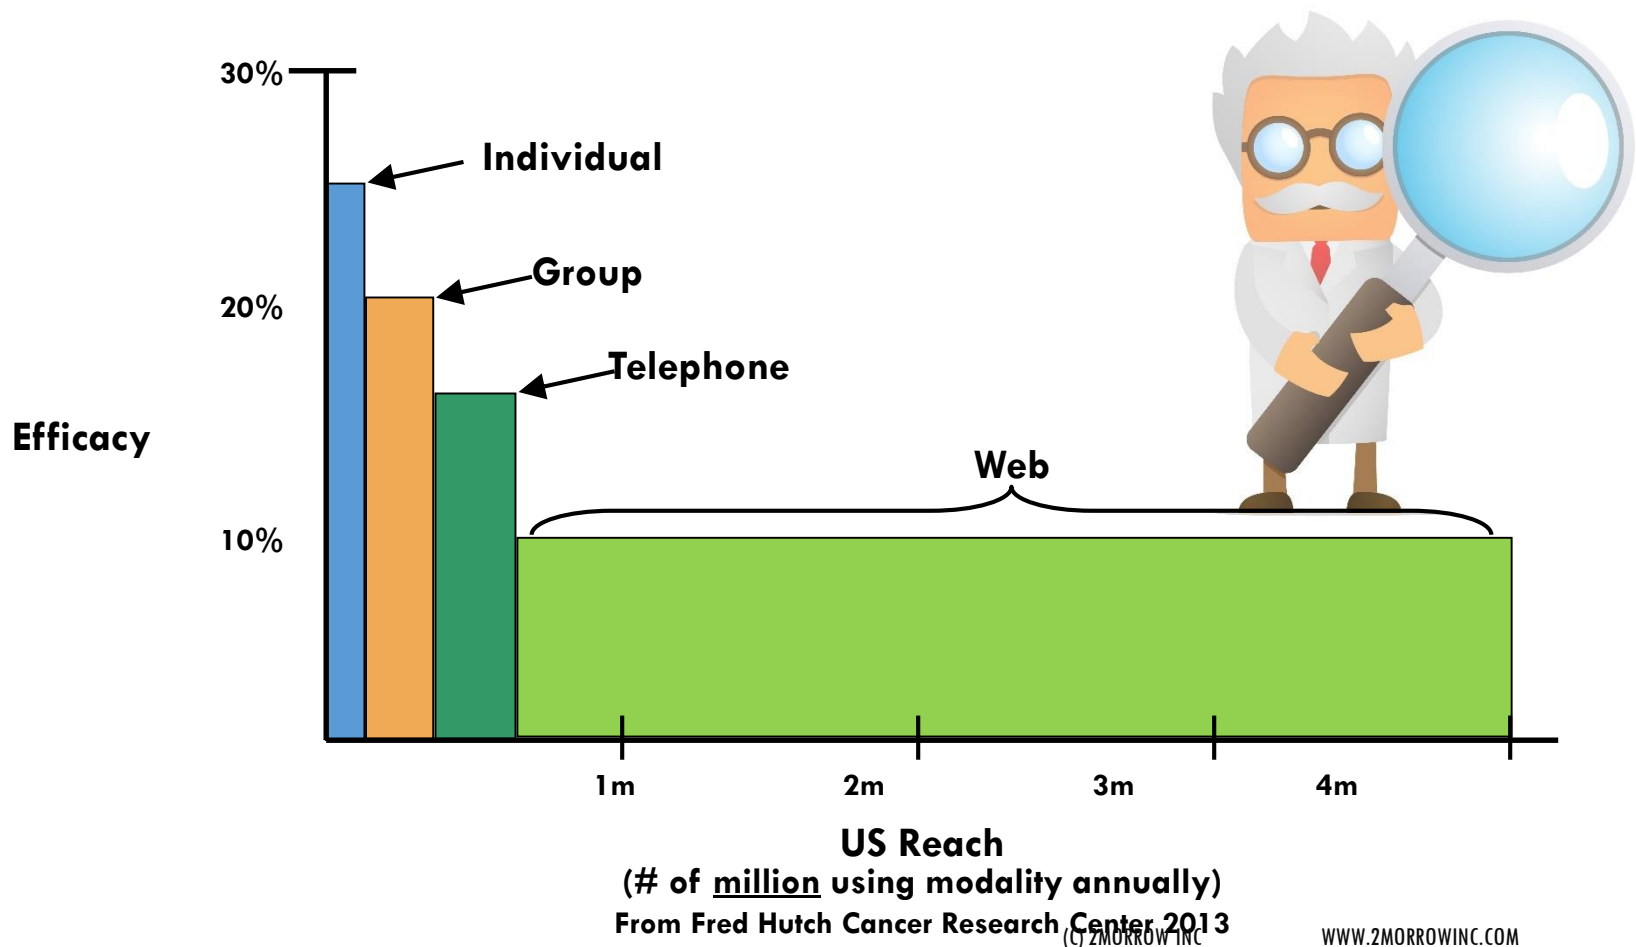 30%
Individual
Group
20%
Telephone
Efficacy
Web
10%
1m
2m
3m
4m
US Reach
(# of million using modality annually)
From Fred Hutch Cancer Research Center 2013
(C) 2MORROW INC
WWW.2MORROWINC.COM